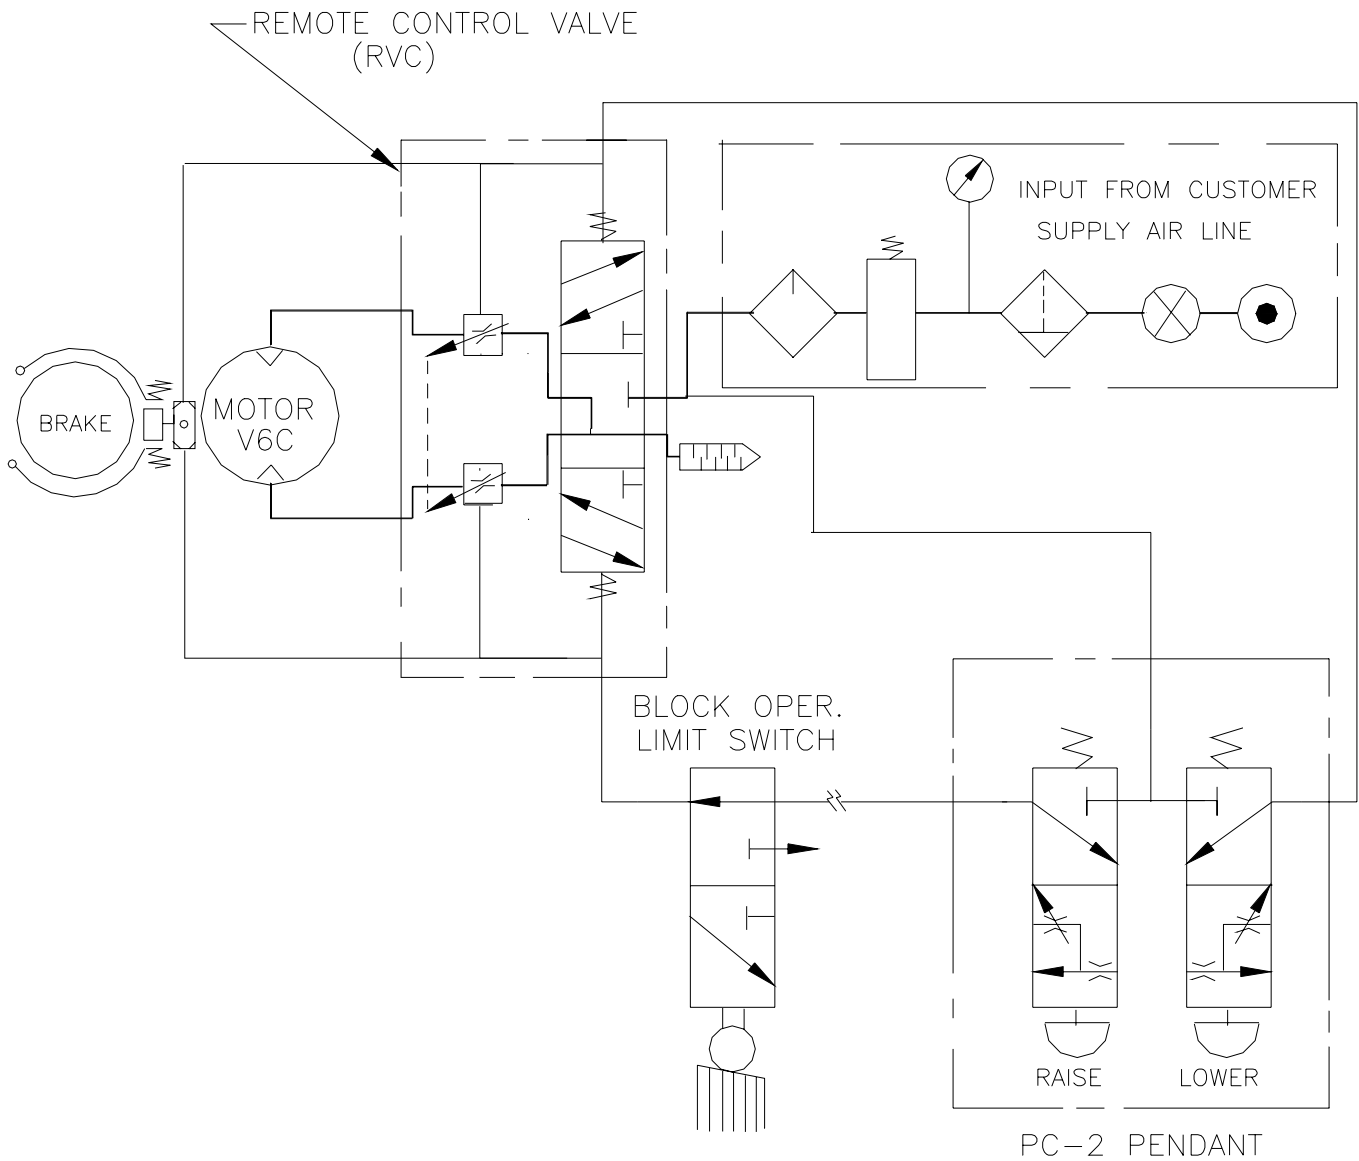 REMOTE CONTROL VALVE
(RVC)
INPUT FROM CUSTOMER
SUPPLY AIR LINE
BRAKE
MOTOR
V6C
BLOCK OPER.
LIMIT SWITCH
RAISE
LOWER
PC-2 PENDANT